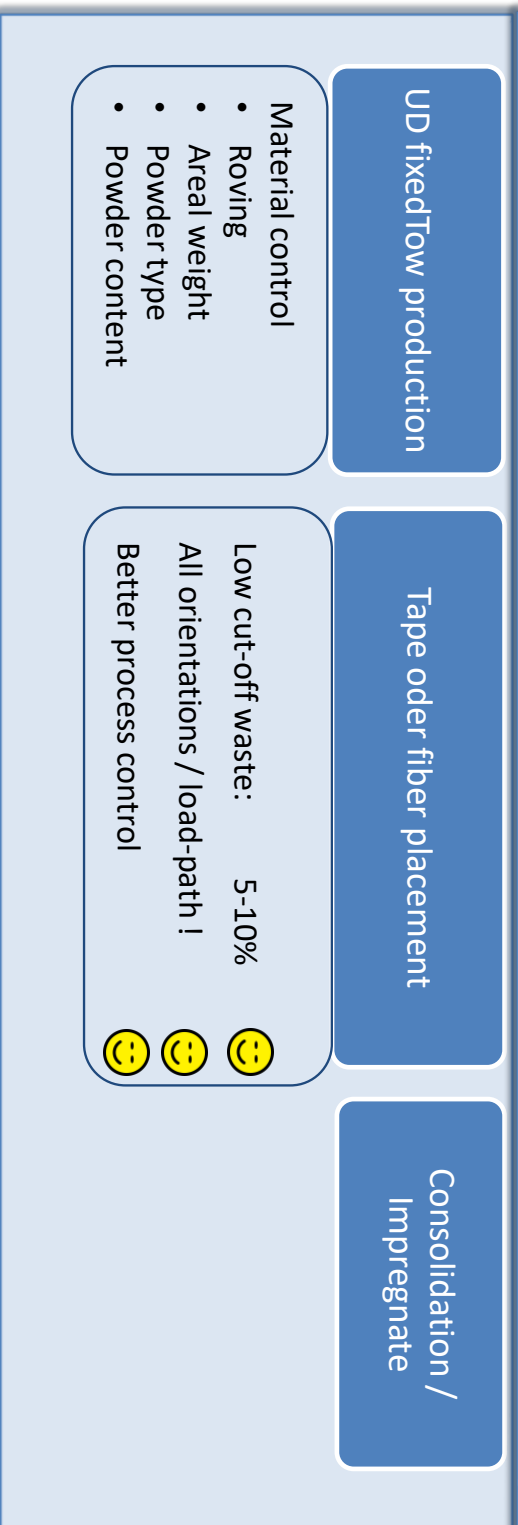 UD fixedTow production
Material control
• Roving
• Areal weight
• Powder type
• Powder content
Tape oder fiber placement
Low cut-off waste: 5-10%
All orientations / load-path !
Better process control
Consolidation /
Impregnate